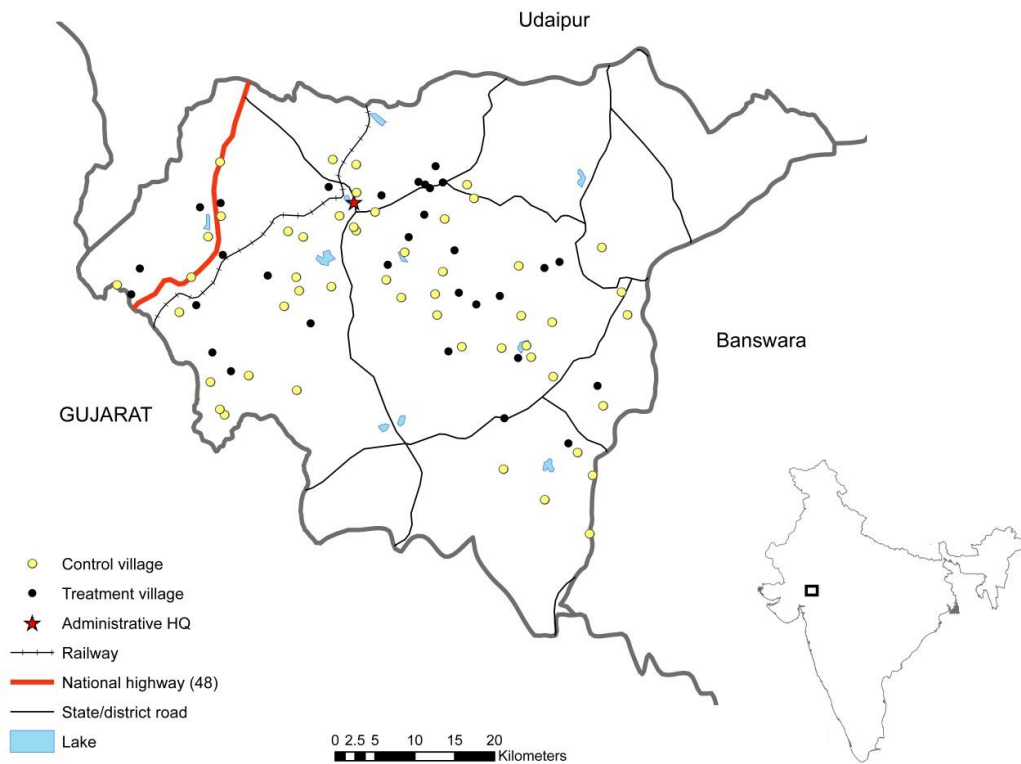 Udaipur
Banswara
GUJARAT
Control village
Treatment village
Administrative HQ
Railway
National highway (48)
State/district road
Lake
0 2.5 5 10 15 20
Kilometers